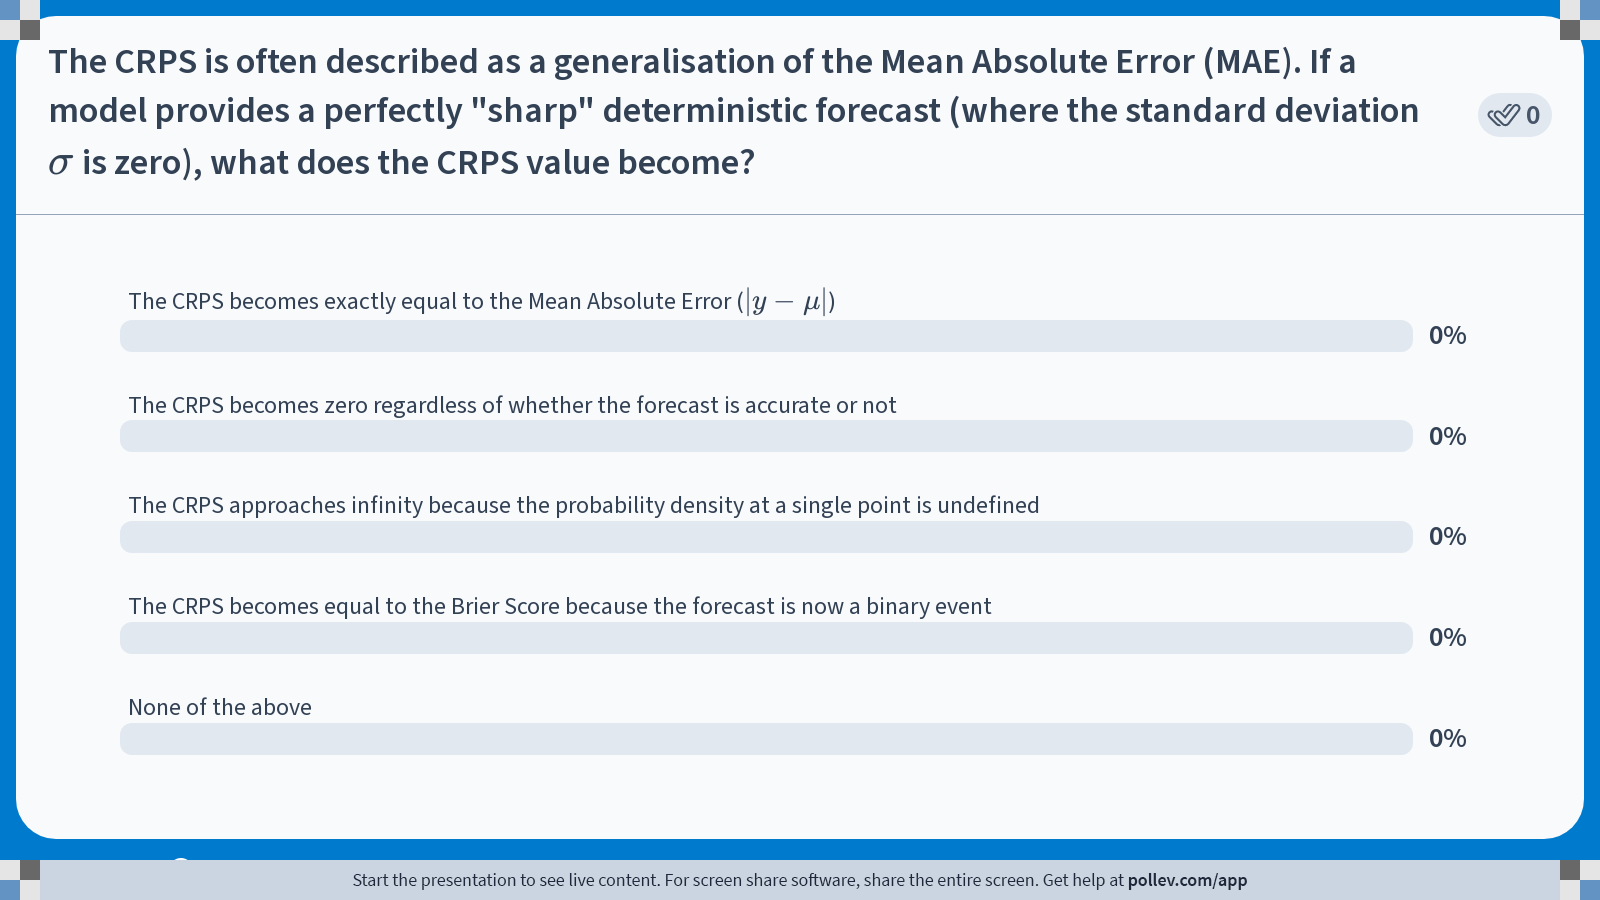 The CRPS is often described as a generalisation of the Mean Absolute Error (MAE). If a
model provides a perfectly "sharp" deterministic forecast (where the standard deviation
σ is zero), what does the CRPS value become?
0
The CRPS becomes exactly equal to the Mean Absolute Error (|y − μ|)
0%
The CRPS becomes zero regardless of whether the forecast is accurate or not
0%
The CRPS approaches infinity because the probability density at a single point is undefined
0%
The CRPS becomes equal to the Brier Score because the forecast is now a binary event
0%
None of the above
0%
Start the presentation to see live content. For screen share software, share the entire screen. Get help at pollev.com/app